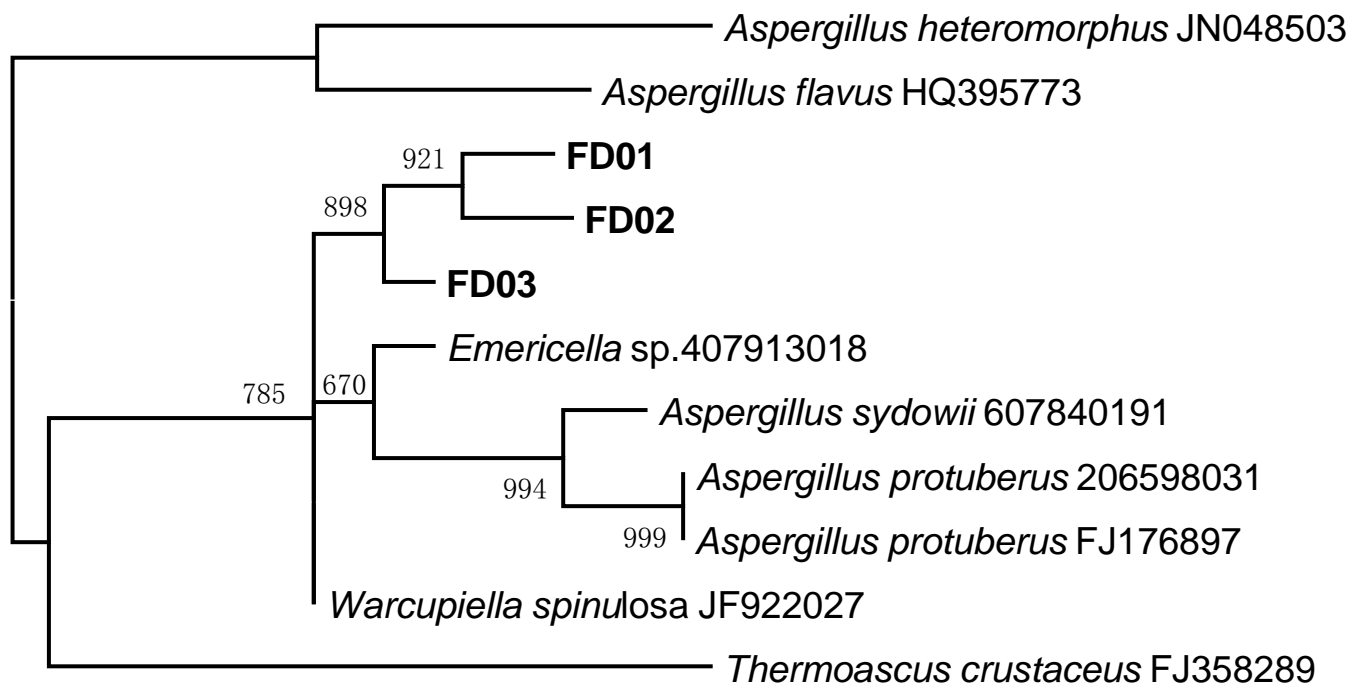 Aspergillus heteromorphus JN048503
Aspergillus flavus HQ395773
921
FD01
898
FD02
FD03
Emericella sp.407913018
785
670
Aspergillus sydowii 607840191
Aspergillus protuberus 206598031
994
999
Aspergillus protuberus FJ176897
Warcupiella spinulosa JF922027
Thermoascus crustaceus FJ358289